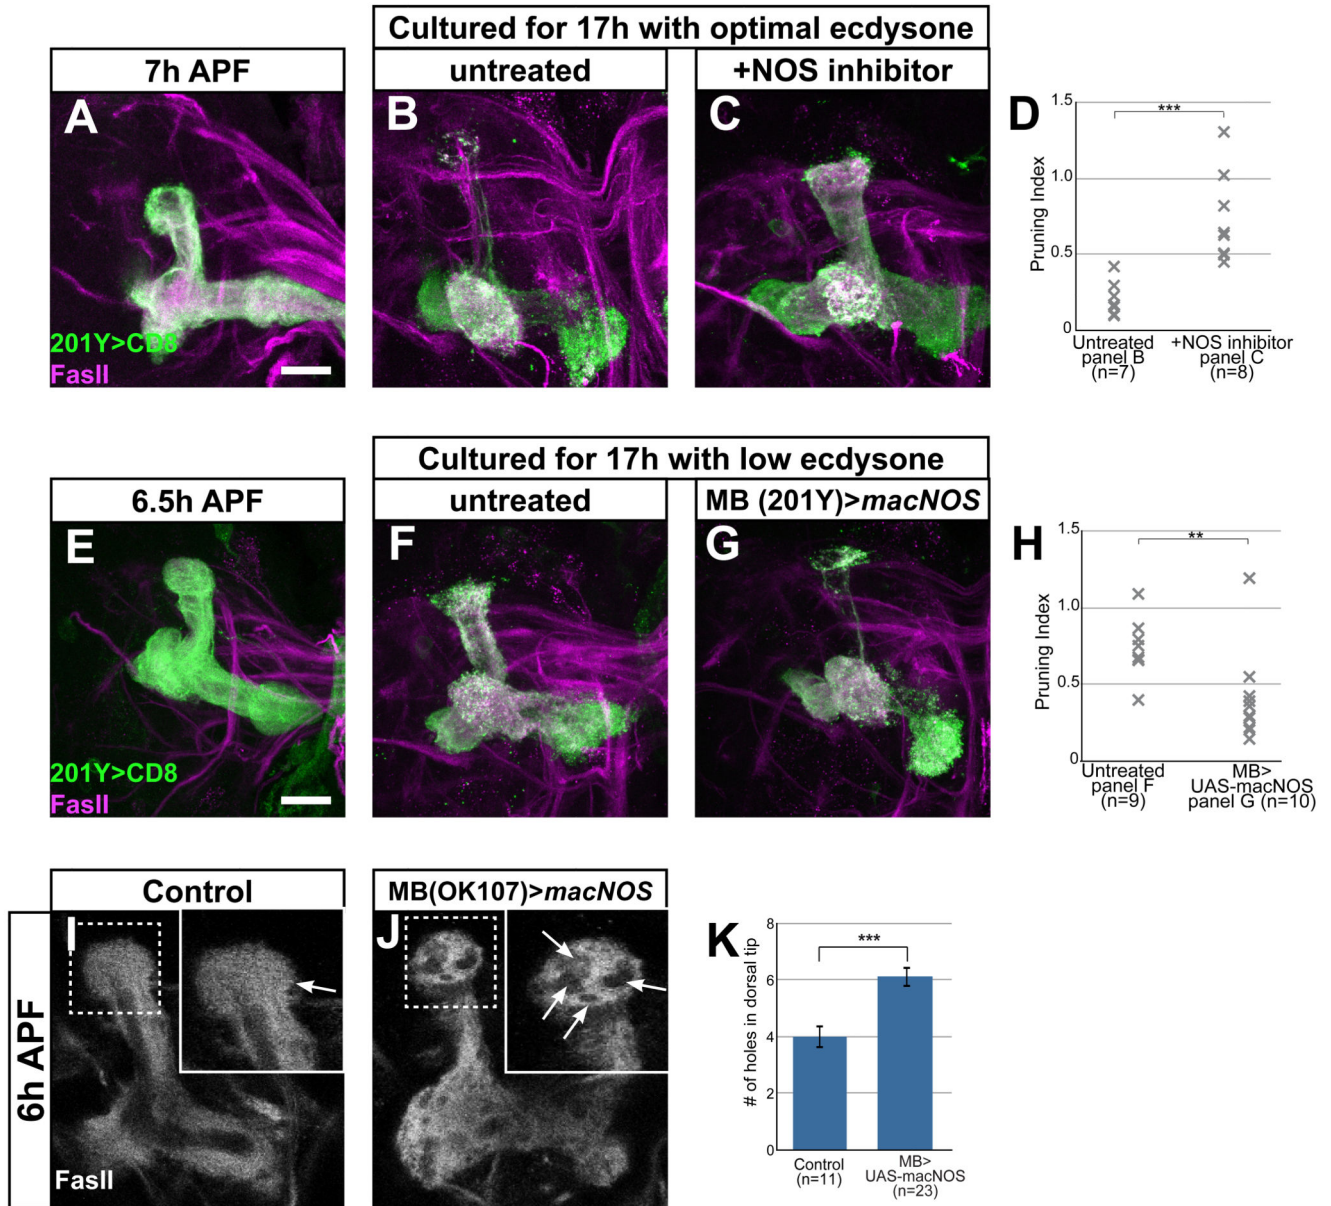 Cultured for 17h with optimal ecdysone
7h APF
untreated
+NOS inhibitor
A
B
C
201Y>CD8
FasII
D
Pruning Index
1.5
1.0
0.5
0
***
Untreated
panel B
(n=7)
+NOS inhibitor
panel C
(n=8)
Cultured for 17h with low ecdysone
6.5h APF
untreated
MB (201Y)>macNOS
E
F
G
201Y>CD8
FasII
H
Pruning Index
1.5
1.0
0.5
0
**
Untreated
panel F
(n=9)
MB>
UAS-macNOS
panel G (n=10)
Control
MB(OK107)>macNOS
6h APF
I
J
FasII
K
# of holes in dorsal tip
8
6
4
2
0
***
Control
(n=11)
MB>
UAS-macNOS
(n=23)